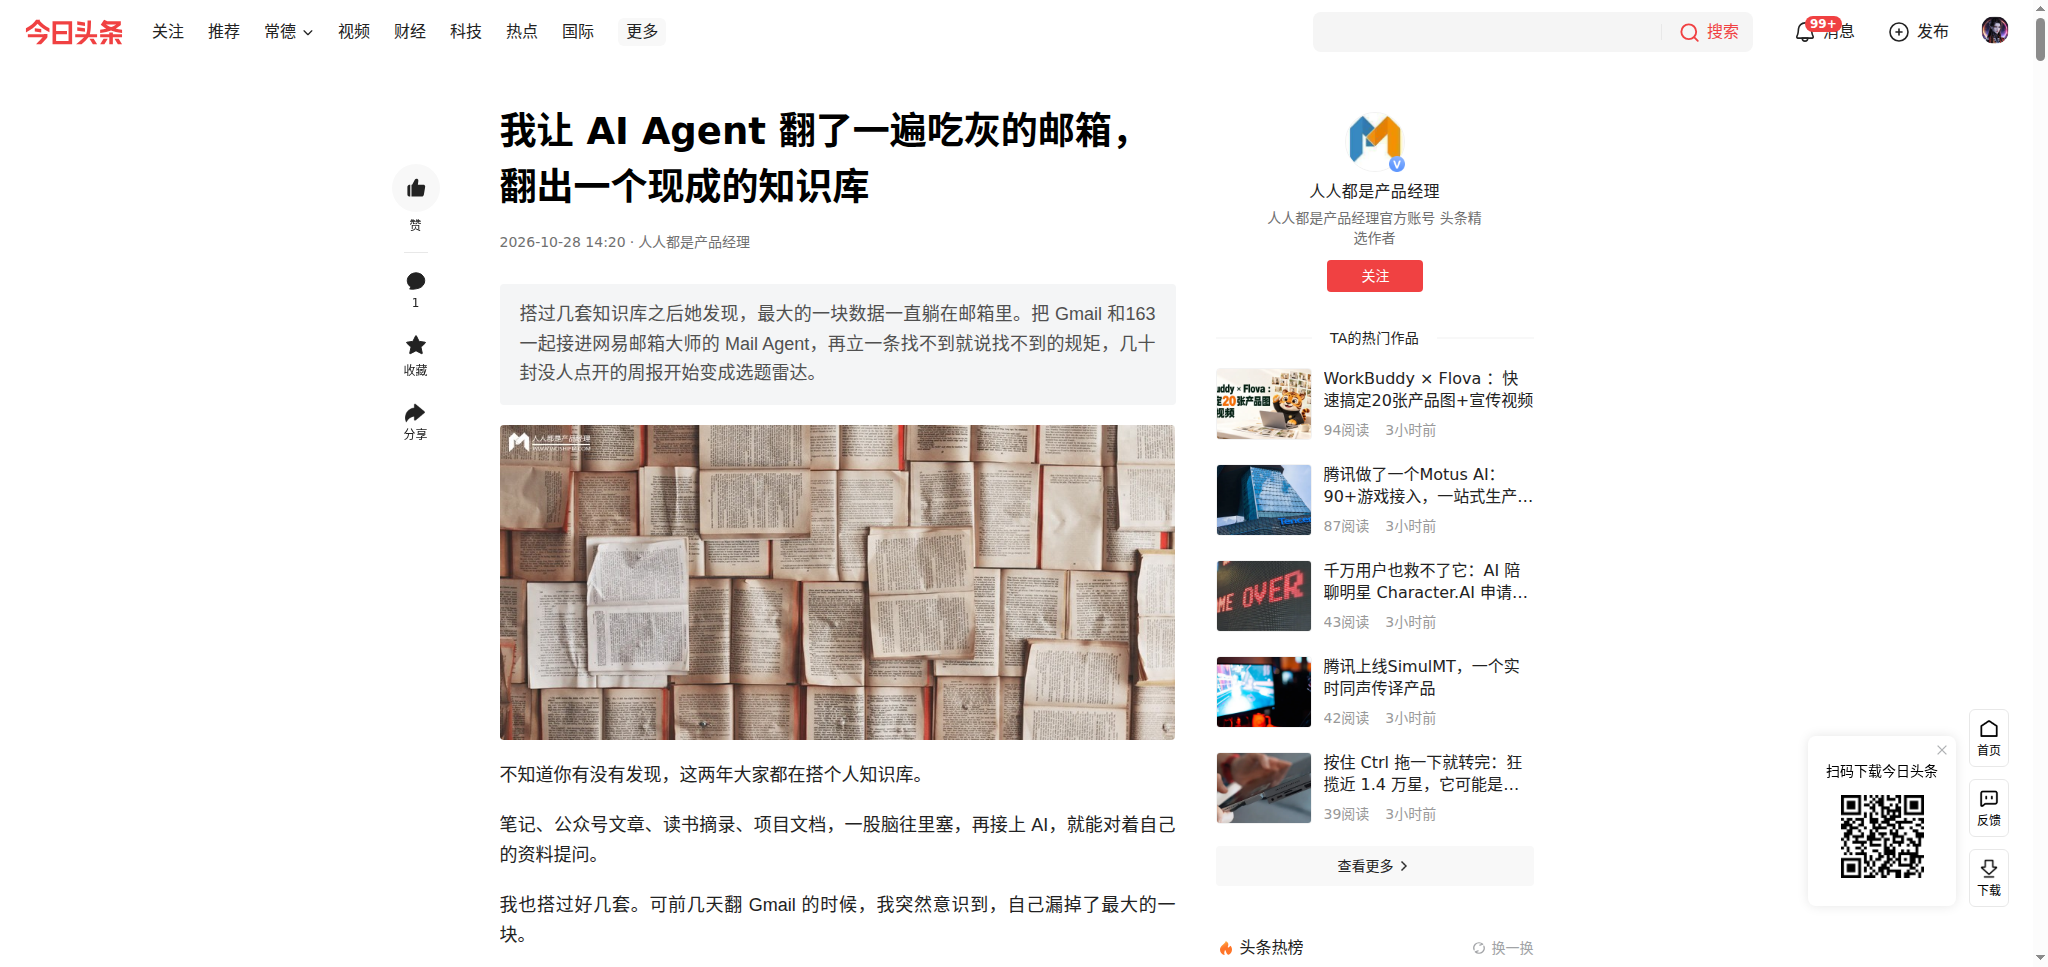 今日头条
关注 推荐 常德 视频 财经 科技 热点 国际 更多
搜索
99+
消息
发布
我让 AI Agent 翻了一遍吃灰的邮箱，
翻出一个现成的知识库
2026-10-28 14:20 · 人人都是产品经理
赞
1
收藏
分享
搭过几套知识库之后她发现，最大的一块数据一直躺在邮箱里。把 Gmail 和163
一起接进网易邮箱大师的 Mail Agent，再立一条找不到就说找不到的规矩，几十
封没人点开的周报开始变成选题雷达。
人人都是产品经理
不知道你有没有发现，这两年大家都在搭个人知识库。
笔记、公众号文章、读书摘录、项目文档，一股脑往里塞，再接上 AI，就能对着自己
的资料提问。
我也搭过好几套。可前几天翻 Gmail 的时候，我突然意识到，自己漏掉了最大的一
块。
V
人人都是产品经理
人人都是产品经理官方账号 头条精
选作者
关注
TA的热门作品
uddy × Flova：
定20张产品图
视频
WorkBuddy × Flova ：快
速搞定20张产品图+宣传视频
94阅读 3小时前
腾讯做了一个Motus AI：
90+游戏接入，一站式生产...
87阅读 3小时前
ME OVER
千万用户也救不了它：AI 陪
聊明星 Character.AI 申请...
43阅读 3小时前
腾讯上线SimulMT，一个实
时同声传译产品
42阅读 3小时前
按住 Ctrl 拖一下就转完：狂
揽近 1.4 万星，它可能是...
39阅读 3小时前
查看更多
头条热榜
换一换
扫码下载今日头条
首页
反馈
下载